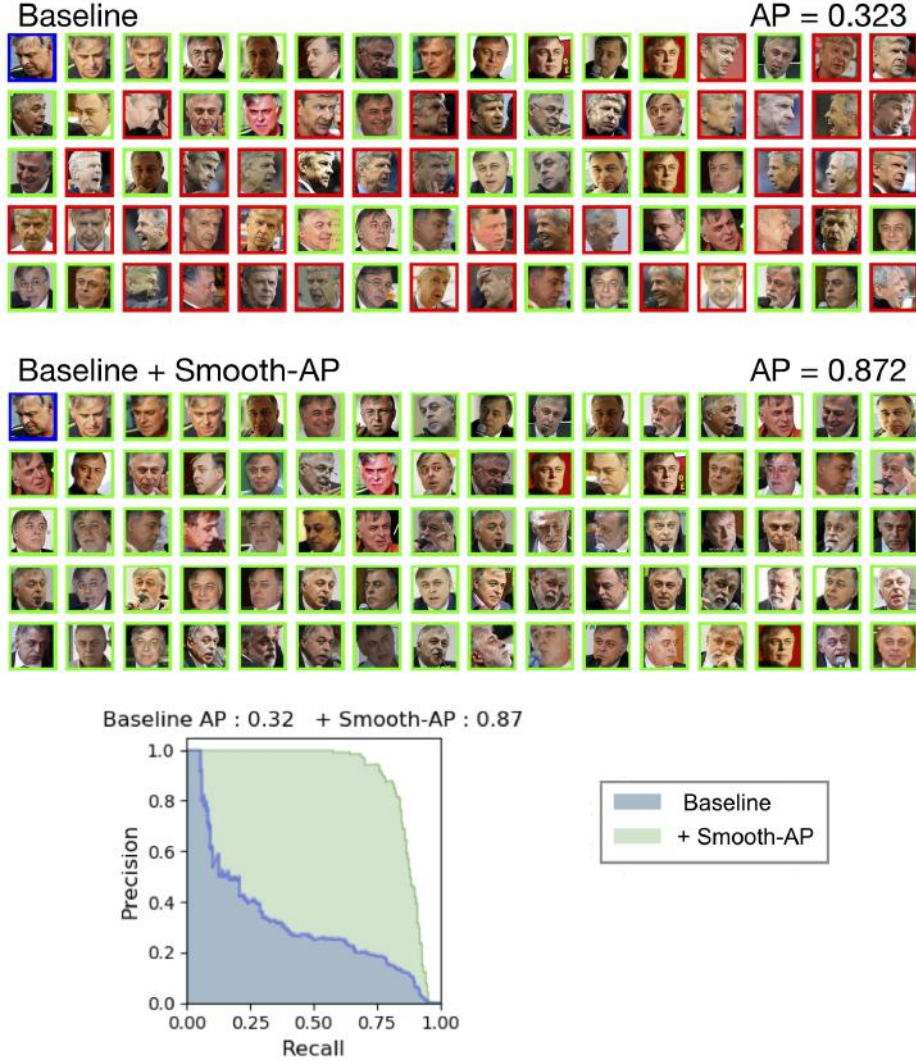 Baseline AP = 0.323
Baseline + Smooth-AP AP = 0.872
Baseline AP : 0.32 + Smooth-AP : 0.87
1.0
0.8
0.6
0.4
0.2
0.0
Precision
0.00 0.25 0.50 0.75 1.00
Recall
Baseline
+ Smooth-AP